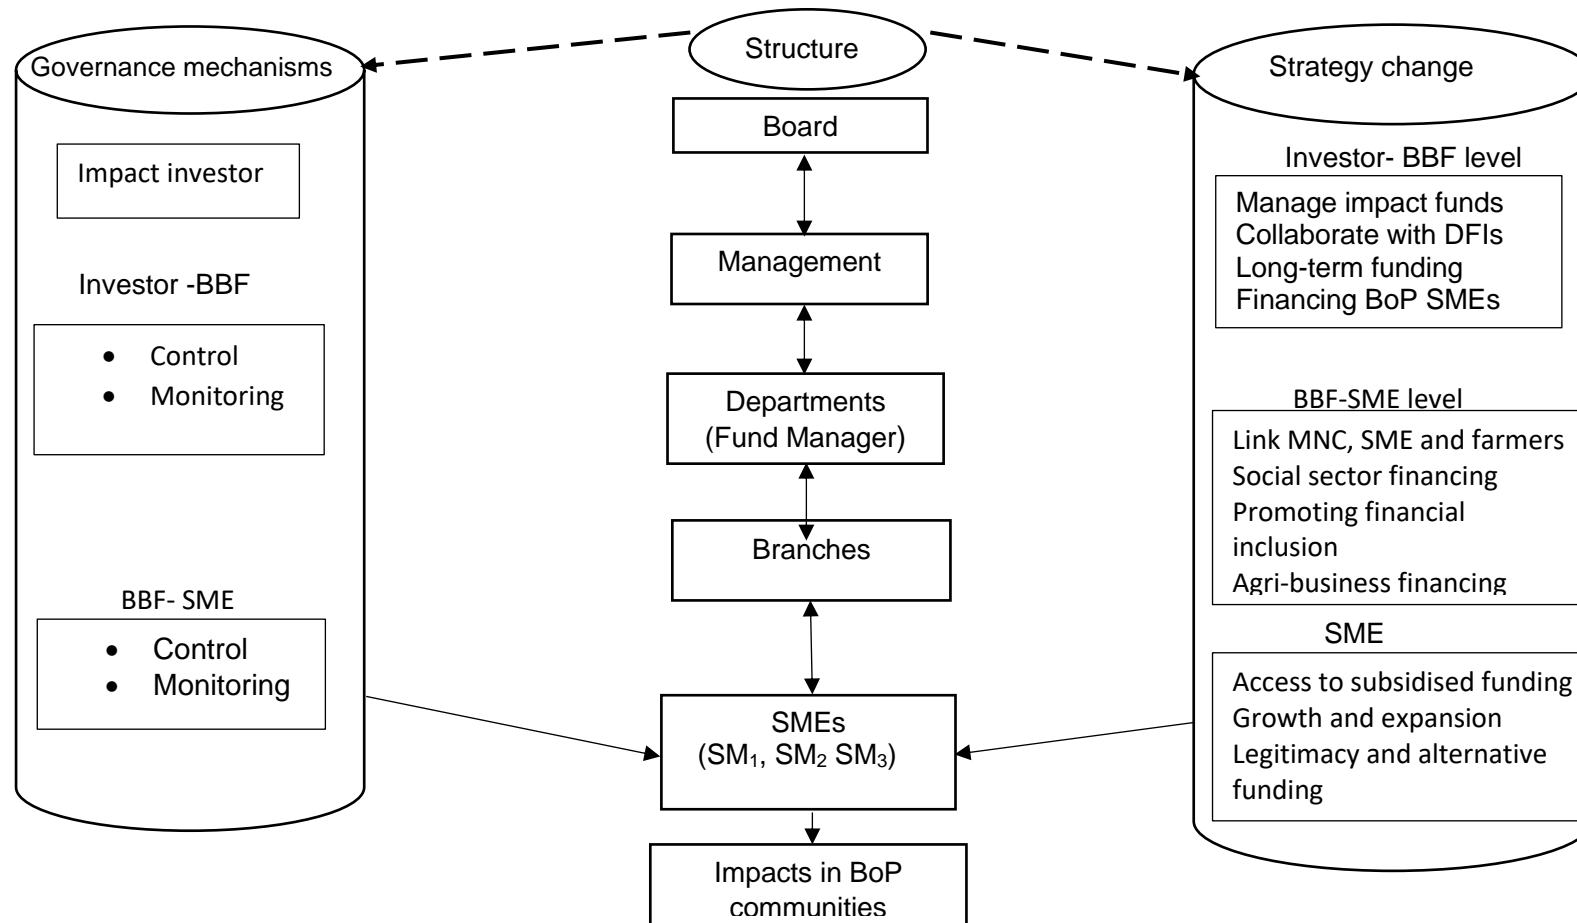 Governance mechanisms
Impact investor
Investor -BBF
• Control
• Monitoring
BBF- SME
• Control
• Monitoring
Structure
Board
Management
Departments
(Fund Manager)
Branches
SMEs
(SM₁, SM₂ SM₃)
Impacts in BoP
communities
Strategy change
Investor- BBF level
Manage impact funds
Collaborate with DFIs
Long-term funding
Financing BoP SMEs
BBF-SME level
Link MNC, SME and farmers
Social sector financing
Promoting financial
inclusion
Agri-business financing
SME
Access to subsidised funding
Growth and expansion
Legitimacy and alternative
funding